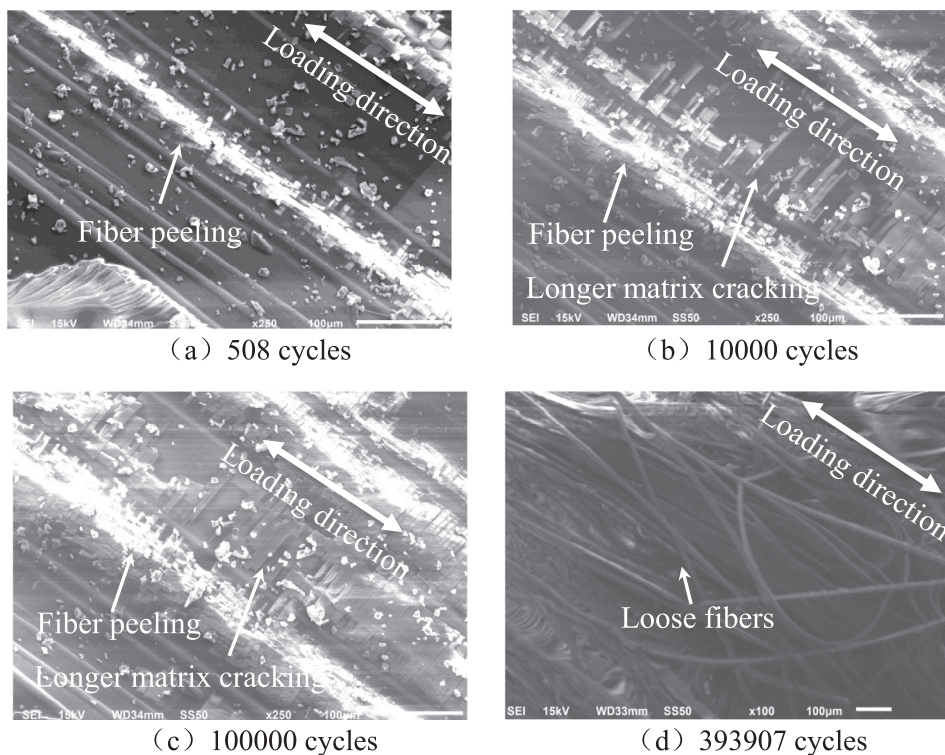 Loading direction
Fiber peeling
SEI 15kV WD34mm SS50 x250 100μm
（a）508 cycles
Loading direction
Fiber peeling
Longer matrix cracking
SEI 15kV WD34mm SS50 x250 100μm
（b）10000 cycles
Loading direction
Fiber peeling
Longer matrix cracking
SEI 15kV WD34mm SS50 x250 100μm
（c）100000 cycles
Loading direction
Loose fibers
SEI 15kV WD33mm SS50 x100 100μm
（d）393907 cycles